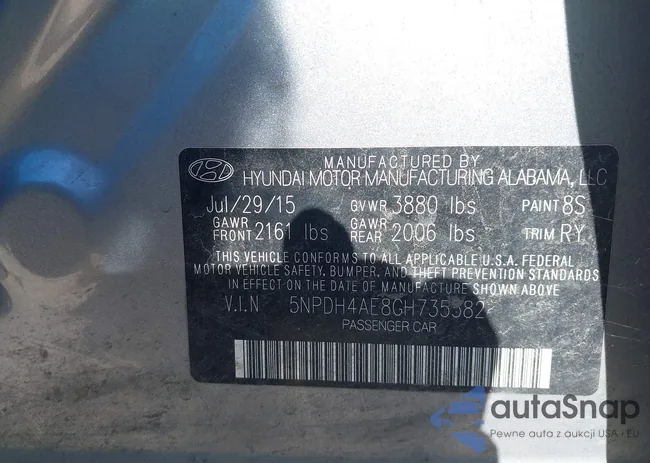 MANUFACTURED BY
HYUNDAI MOTOR MANUFACTURING ALABAMA, LLC
Jul/29/15 GVWR 3880 lbs PAINT 8S
GAWR FRONT 2161 lbs GAWR REAR 2006 lbs TRIM RY
THIS VEHICLE CONFORMS TO ALL APPLICABLE U.S.A. FEDERAL
MOTOR VEHICLE SAFETY, BUMPER, AND THEFT PREVENTION STANDARDS
IN EFFECT ON THE DATE OF MANUFACTURE SHOWN ABOVE.
V.I.N 5NPDH4AE8GH735382
PASSENGER CAR
autaSnap
Pewne auta z aukcji USA · EU